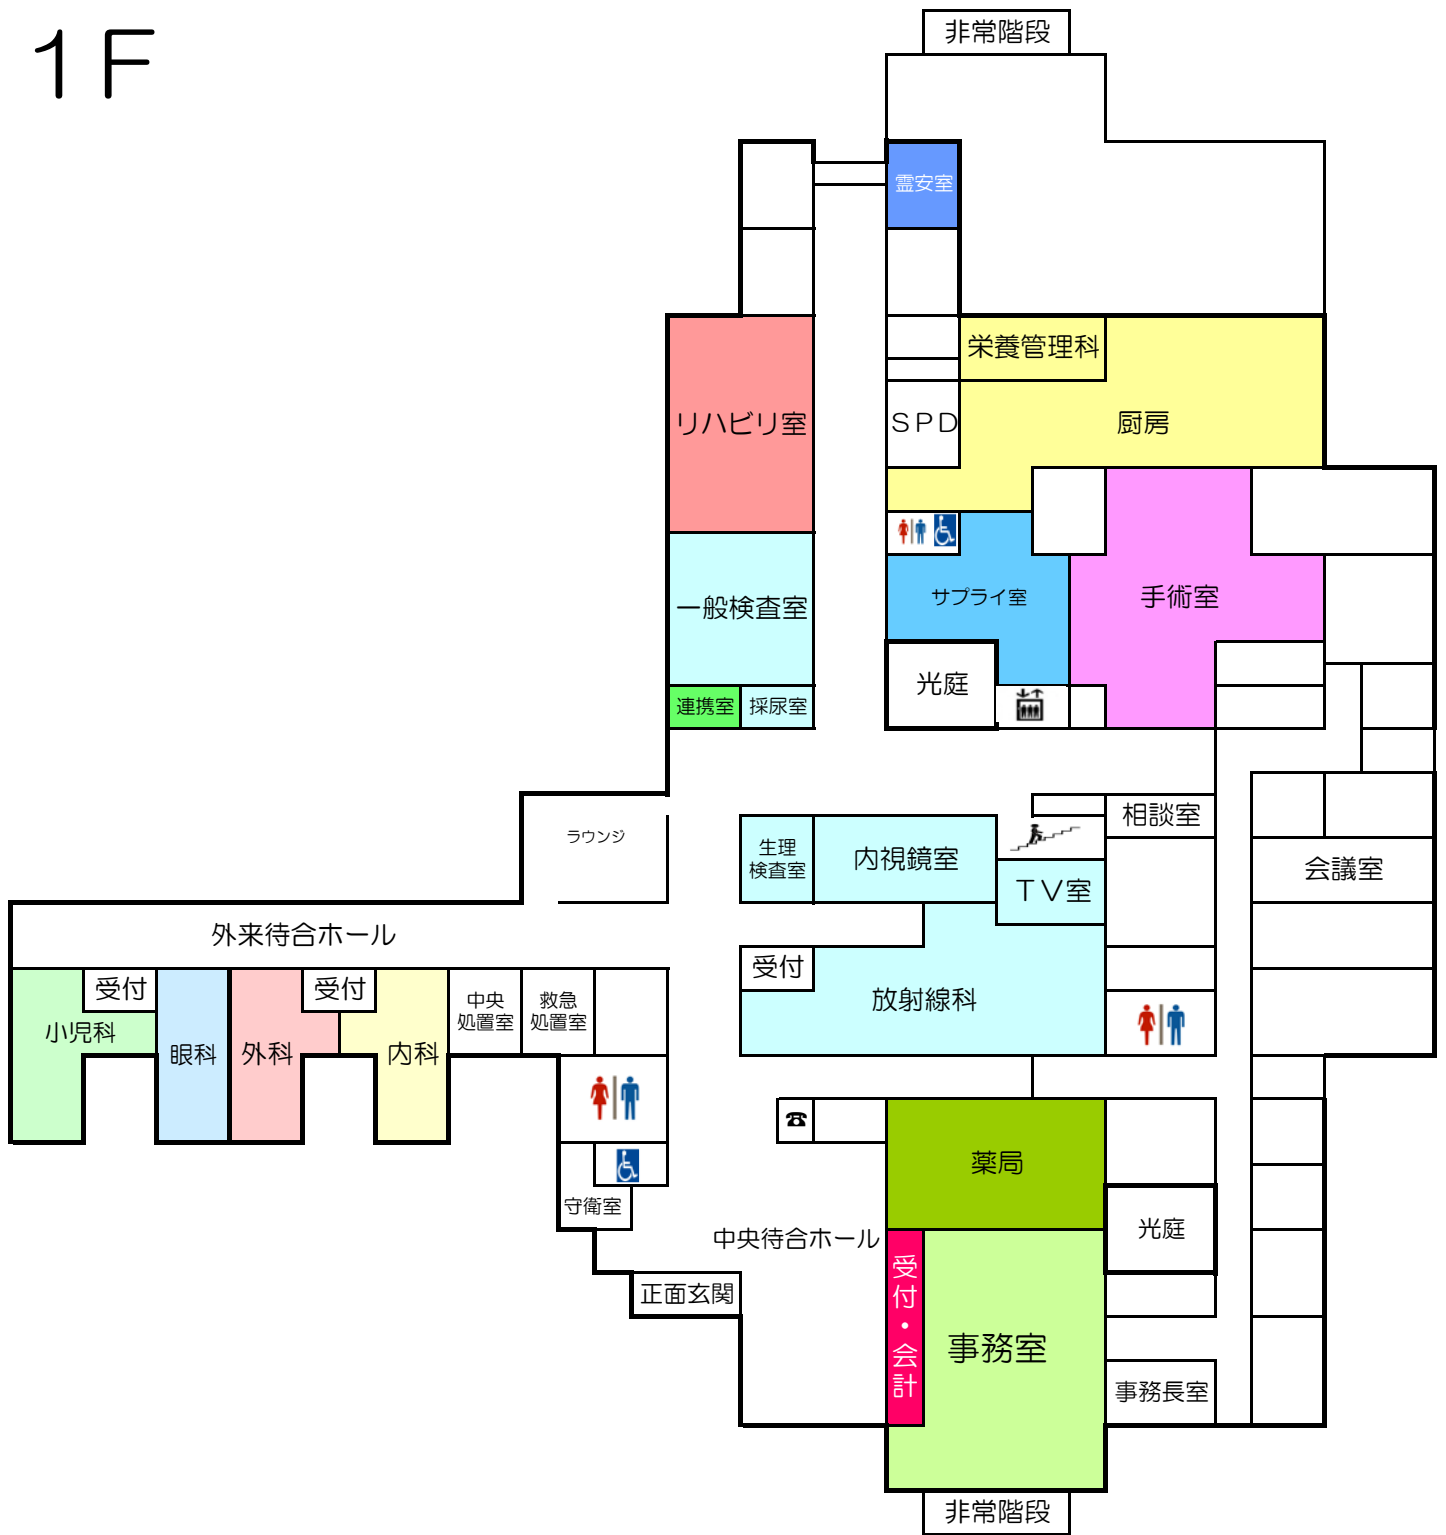 １Ｆ
非常階段
霊安室
栄養管理科
リハビリ室
ＳＰＤ
厨房
一般検査室
サプライ室
手術室
光庭
連携室
採尿室
相談室
ラウンジ
生理
検査室
内視鏡室
会議室
ＴＶ室
外来待合ホール
受付
受付
受付
中央
処置室
救急
処置室
放射線科
小児科
眼科
外科
内科
薬局
守衛室
光庭
中央待合ホール
受付・会計
正面玄関
事務室
事務長室
非常階段